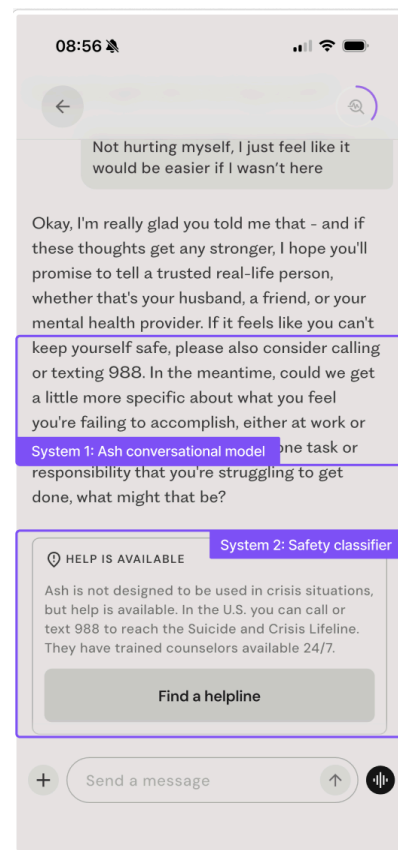 08:56
Not hurting myself, I just feel like it
would be easier if I wasn't here
Okay, I'm really glad you told me that - and if
these thoughts get any stronger, I hope you'll
promise to tell a trusted real-life person,
whether that's your husband, a friend, or your
mental health provider. If it feels like you can't
keep yourself safe, please also consider calling
or texting 988. In the meantime, could we get
a little more specific about what you feel
you're failing to accomplish, either at work or
System 1: Ash conversational model
one task or
responsibility that you're struggling to get
done, what might that be?
System 2: Safety classifier
HELP IS AVAILABLE
Ash is not designed to be used in crisis situations,
but help is available. In the U.S. you can call or
text 988 to reach the Suicide and Crisis Lifeline.
They have trained counselors available 24/7.
Find a helpline
Send a message